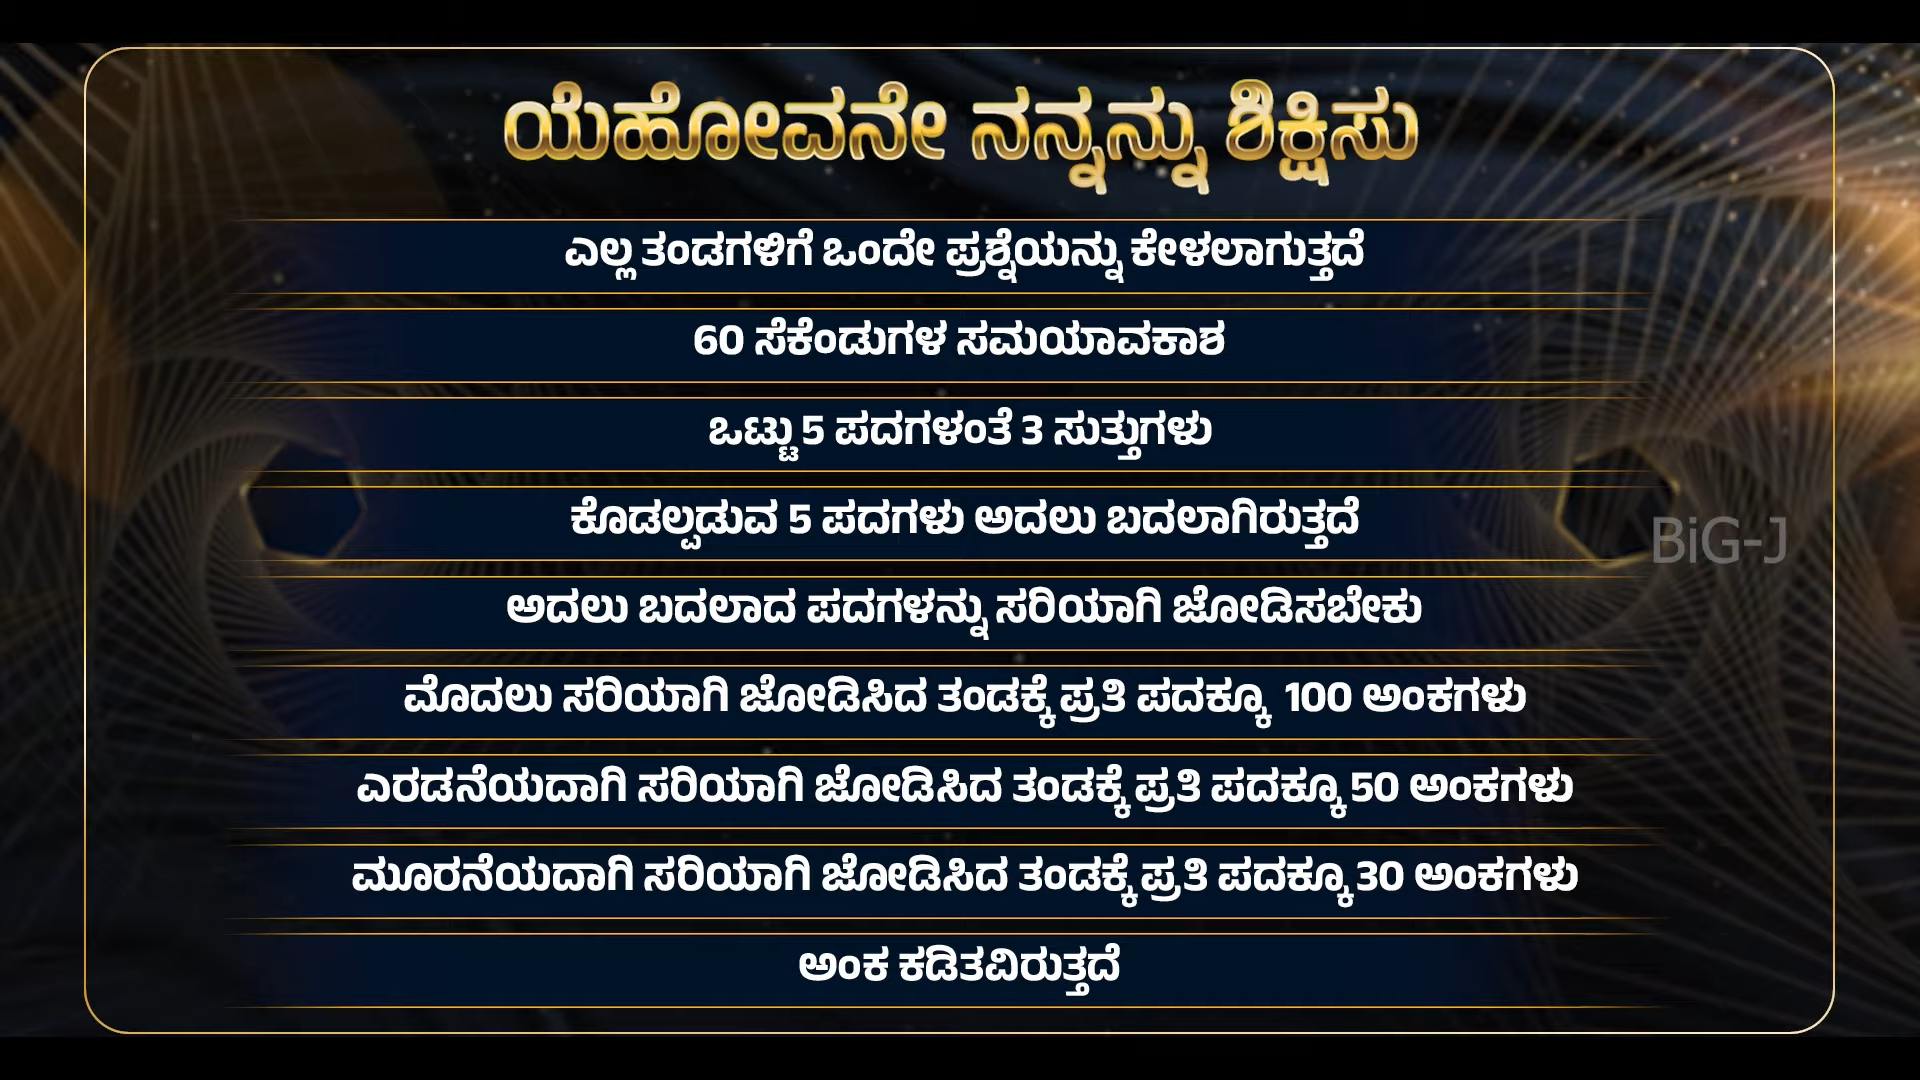 ಯೆಹೋವನೇ ನನ್ನನ್ನು ಶಿಕ್ಷಿಸು
ಎಲ್ಲ ತಂಡಗಳಿಗೆ ಒಂದೇ ಪ್ರಶ್ನೆಯನ್ನು ಕೇಳಲಾಗುತ್ತದೆ
60 ಸೆಕೆಂಡುಗಳ ಸಮಯಾವಕಾಶ
ಒಟ್ಟು 5 ಪದಗಳಂತೆ 3 ಸುತ್ತುಗಳು
ಕೊಡಲ್ಪಡುವ 5 ಪದಗಳು ಅದಲು ಬದಲಾಗಿರುತ್ತದೆ
BiG-J
ಅದಲು ಬದಲಾದ ಪದಗಳನ್ನು ಸರಿಯಾಗಿ ಜೋಡಿಸಬೇಕು
ಮೊದಲು ಸರಿಯಾಗಿ ಜೋಡಿಸಿದ ತಂಡಕ್ಕೆ ಪ್ರತಿ ಪದಕ್ಕೂ 100 ಅಂಕಗಳು
ಎರಡನೆಯದಾಗಿ ಸರಿಯಾಗಿ ಜೋಡಿಸಿದ ತಂಡಕ್ಕೆ ಪ್ರತಿ ಪದಕ್ಕೂ 50 ಅಂಕಗಳು
ಮೂರನೆಯದಾಗಿ ಸರಿಯಾಗಿ ಜೋಡಿಸಿದ ತಂಡಕ್ಕೆ ಪ್ರತಿ ಪದಕ್ಕೂ 30 ಅಂಕಗಳು
ಅಂಕ ಕಡಿತವಿರುತ್ತದೆ